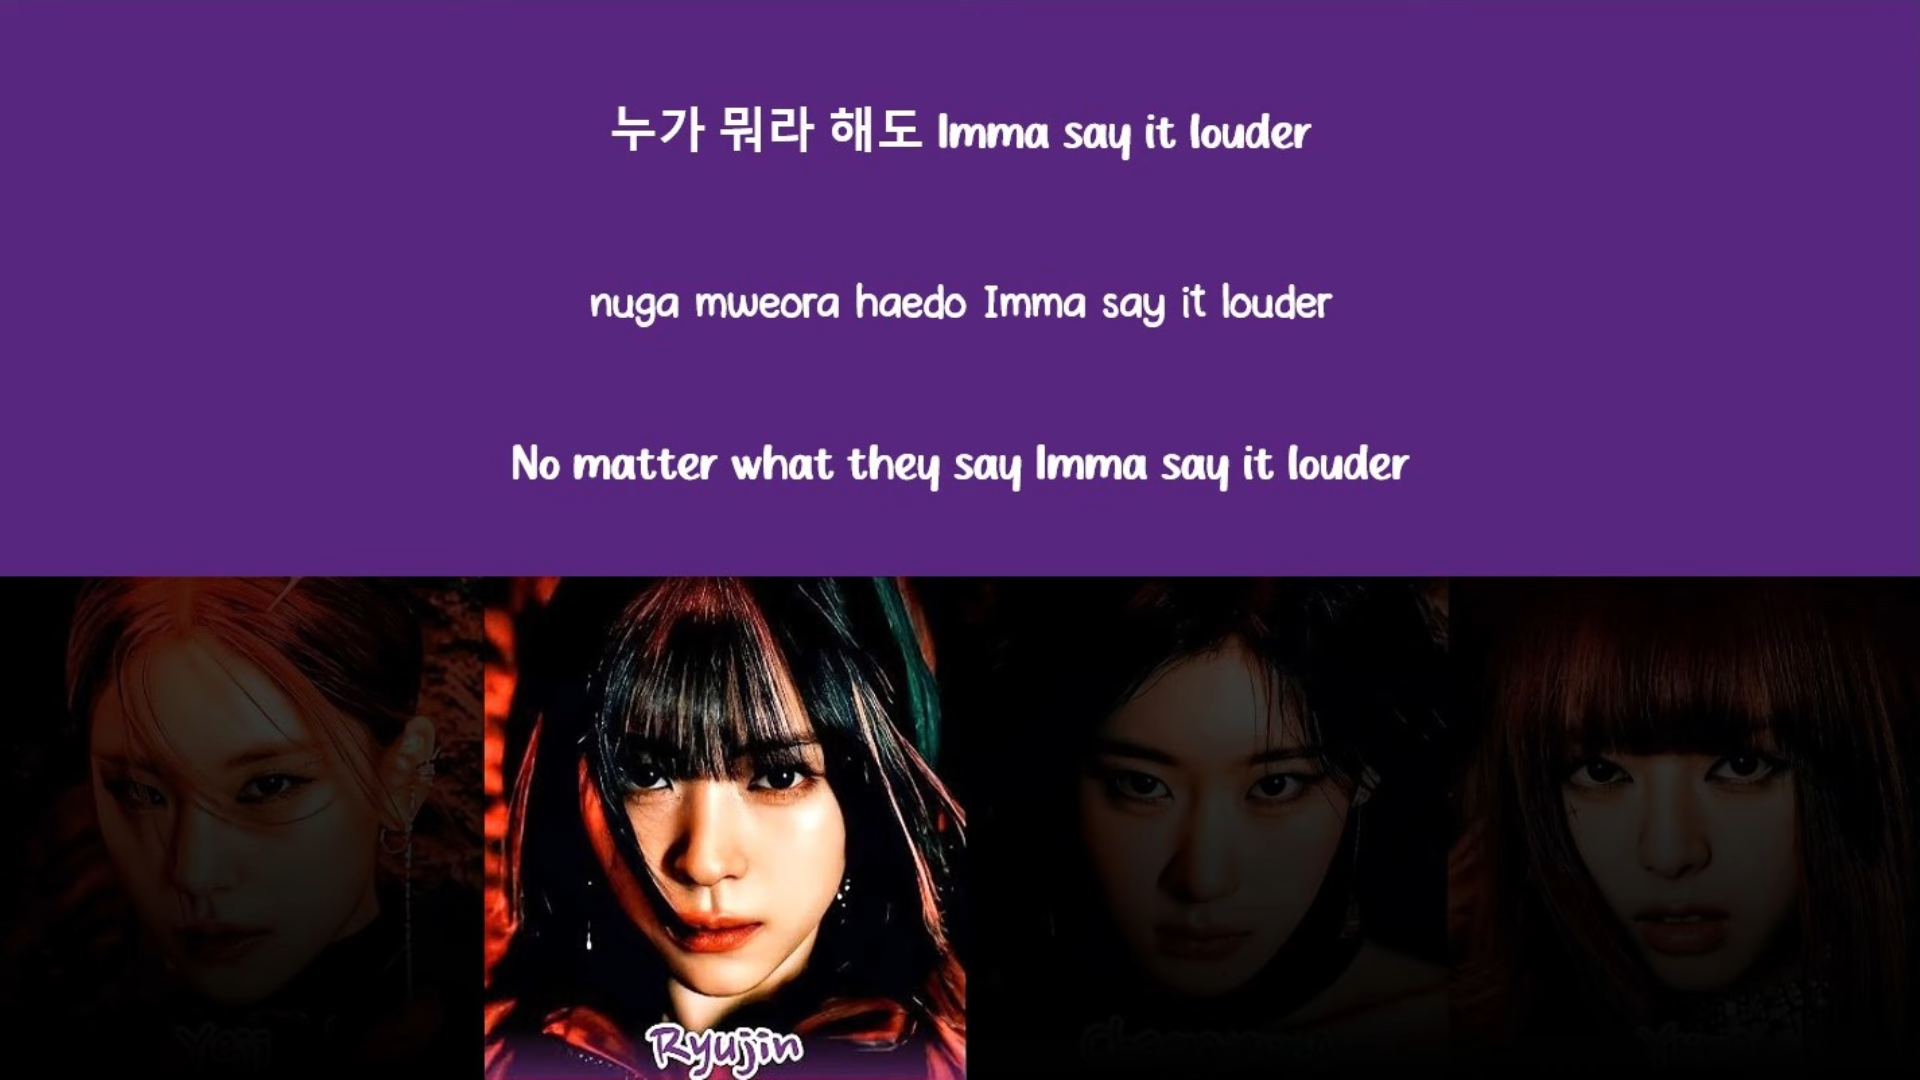 누가 뭐라 해도 Imma say it louder
nuga mweora haedo Imma say it louder
No matter what they say Imma say it louder
Yeji
Ryujin